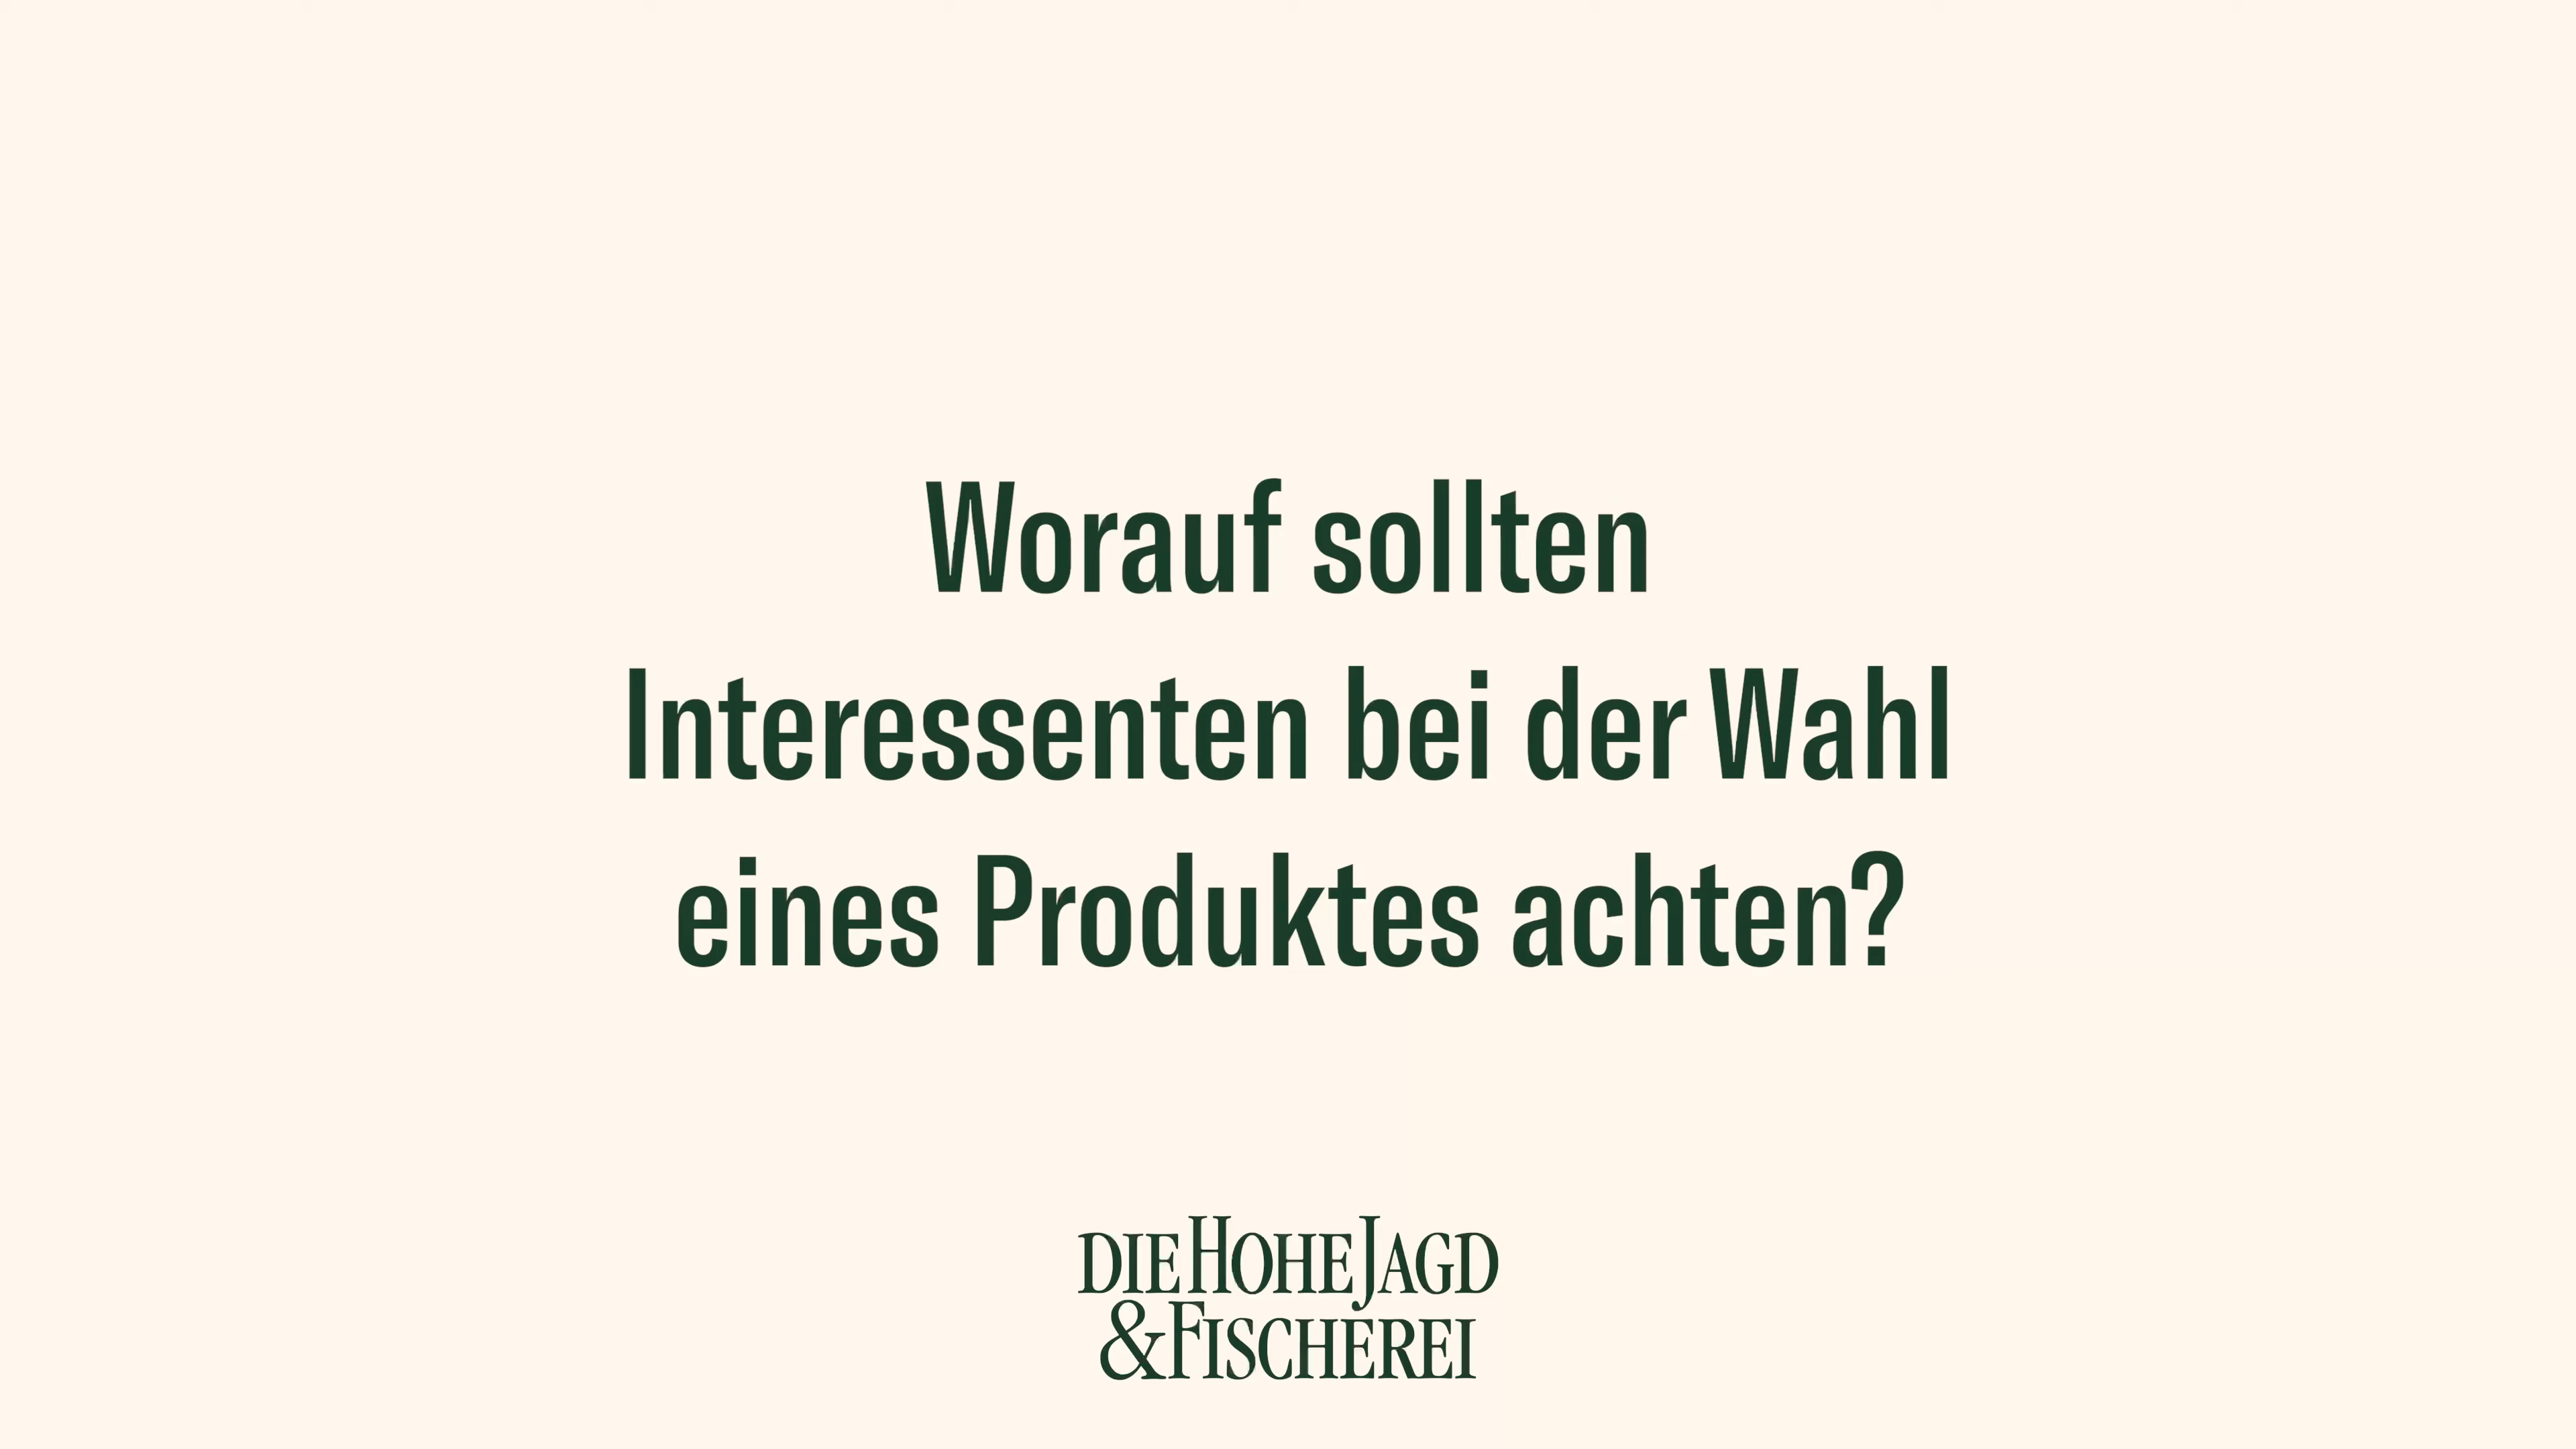 Worauf sollten
Interessenten bei der Wahl
eines Produktes achten?
DIE HOHE JAGD
& FISCHEREI